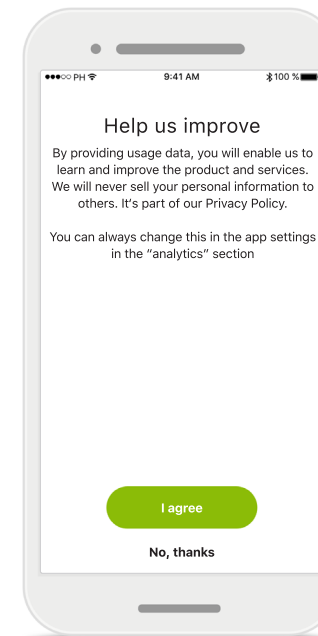 PH 9:41 AM 100 %
Help us improve
By providing usage data, you will enable us to
learn and improve the product and services.
We will never sell your personal information to
others. It's part of our Privacy Policy.
You can always change this in the app settings
in the “analytics” section
I agree
No, thanks